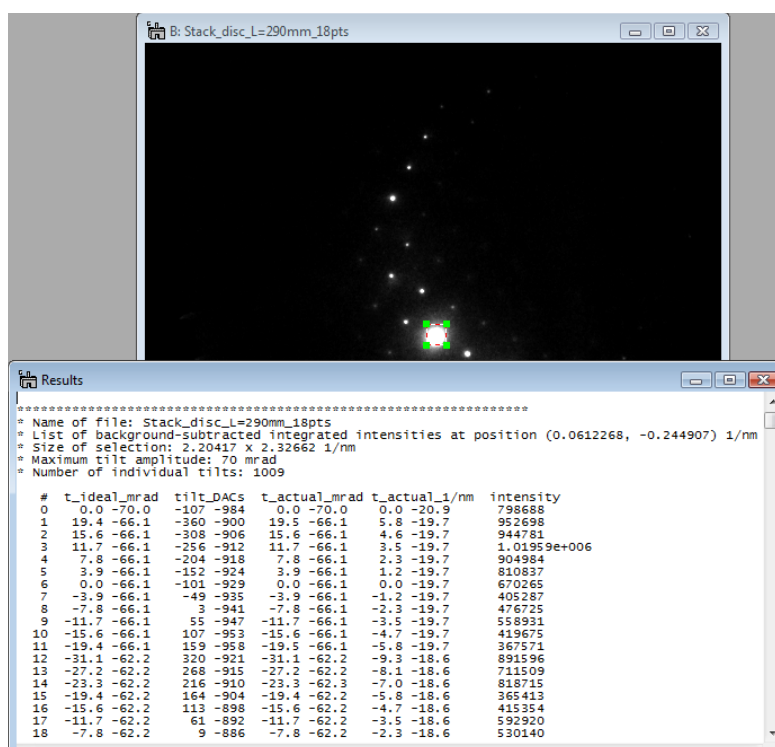 B: Stack_disc_L=290mm_18pts
Results
******************************************************************
* Name of file: Stack_disc_L=290mm_18pts
* List of background-subtracted integrated intensities at position (0.0612268, -0.244907) 1/nm
* Size of selection: 2.20417 x 2.32662 1/nm
* Maximum tilt amplitude: 70 mrad
* Number of individual tilts: 1009
# t_ideal_mrad tilt_DACs t_actual_mrad t_actual_1/nm intensity
0 0.0 -70.0 -107 -984 0.0 -70.0 0.0 -20.9 798688
1 19.4 -66.1 -360 -900 19.5 -66.1 5.8 -19.7 952698
2 15.6 -66.1 -308 -906 15.6 -66.1 4.6 -19.7 944781
3 11.7 -66.1 -256 -912 11.7 -66.1 3.5 -19.7 1.01959e+006
4 7.8 -66.1 -204 -918 7.8 -66.1 2.3 -19.7 904984
5 3.9 -66.1 -152 -924 3.9 -66.1 1.2 -19.7 810837
6 0.0 -66.1 -101 -929 0.0 -66.1 0.0 -19.7 670265
7 -3.9 -66.1 -49 -935 -3.9 -66.1 -1.2 -19.7 405287
8 -7.8 -66.1 3 -941 -7.8 -66.1 -2.3 -19.7 476725
9 -11.7 -66.1 55 -947 -11.7 -66.1 -3.5 -19.7 558931
10 -15.6 -66.1 107 -953 -15.6 -66.1 -4.7 -19.7 419675
11 -19.4 -66.1 159 -958 -19.5 -66.1 -5.8 -19.7 367571
12 -31.1 -62.2 320 -921 -31.1 -62.2 -9.3 -18.6 891596
13 -27.2 -62.2 268 -915 -27.2 -62.2 -8.1 -18.6 711509
14 -23.3 -62.2 216 -910 -23.3 -62.3 -7.0 -18.6 818715
15 -19.4 -62.2 164 -904 -19.4 -62.2 -5.8 -18.6 365413
16 -15.6 -62.2 113 -898 -15.6 -62.2 -4.7 -18.6 415354
17 -11.7 -62.2 61 -892 -11.7 -62.2 -3.5 -18.6 592920
18 -7.8 -62.2 9 -886 -7.8 -62.2 -2.3 -18.6 530140